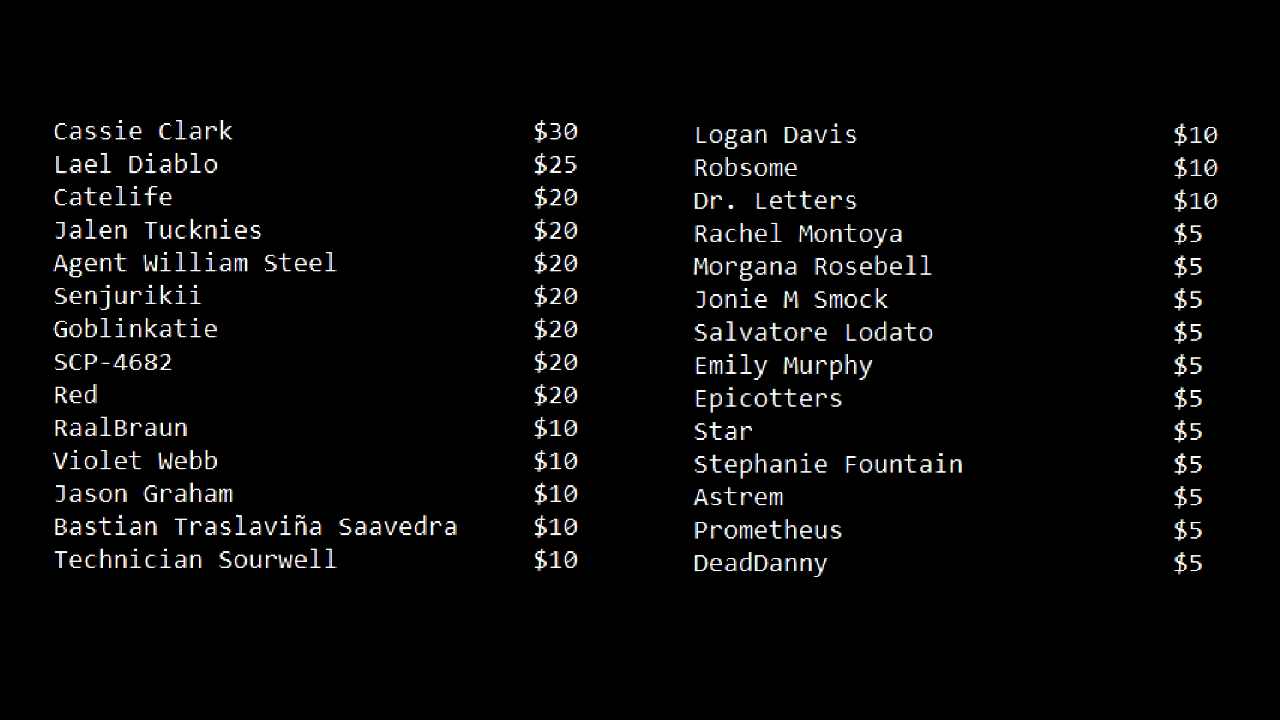 Cassie Clark $30
Lael Diablo $25
Catelife $20
Jalen Tucknies $20
Agent William Steel $20
Senjurikii $20
Goblinkatie $20
SCP-4682 $20
Red $20
RaalBraun $10
Violet Webb $10
Jason Graham $10
Bastian Traslaviña Saavedra $10
Technician Sourwell $10
Logan Davis $10
Robsome $10
Dr. Letters $10
Rachel Montoya $5
Morgana Rosebell $5
Jonie M Smock $5
Salvatore Lodato $5
Emily Murphy $5
Epicotters $5
Star $5
Stephanie Fountain $5
Astrem $5
Prometheus $5
DeadDanny $5